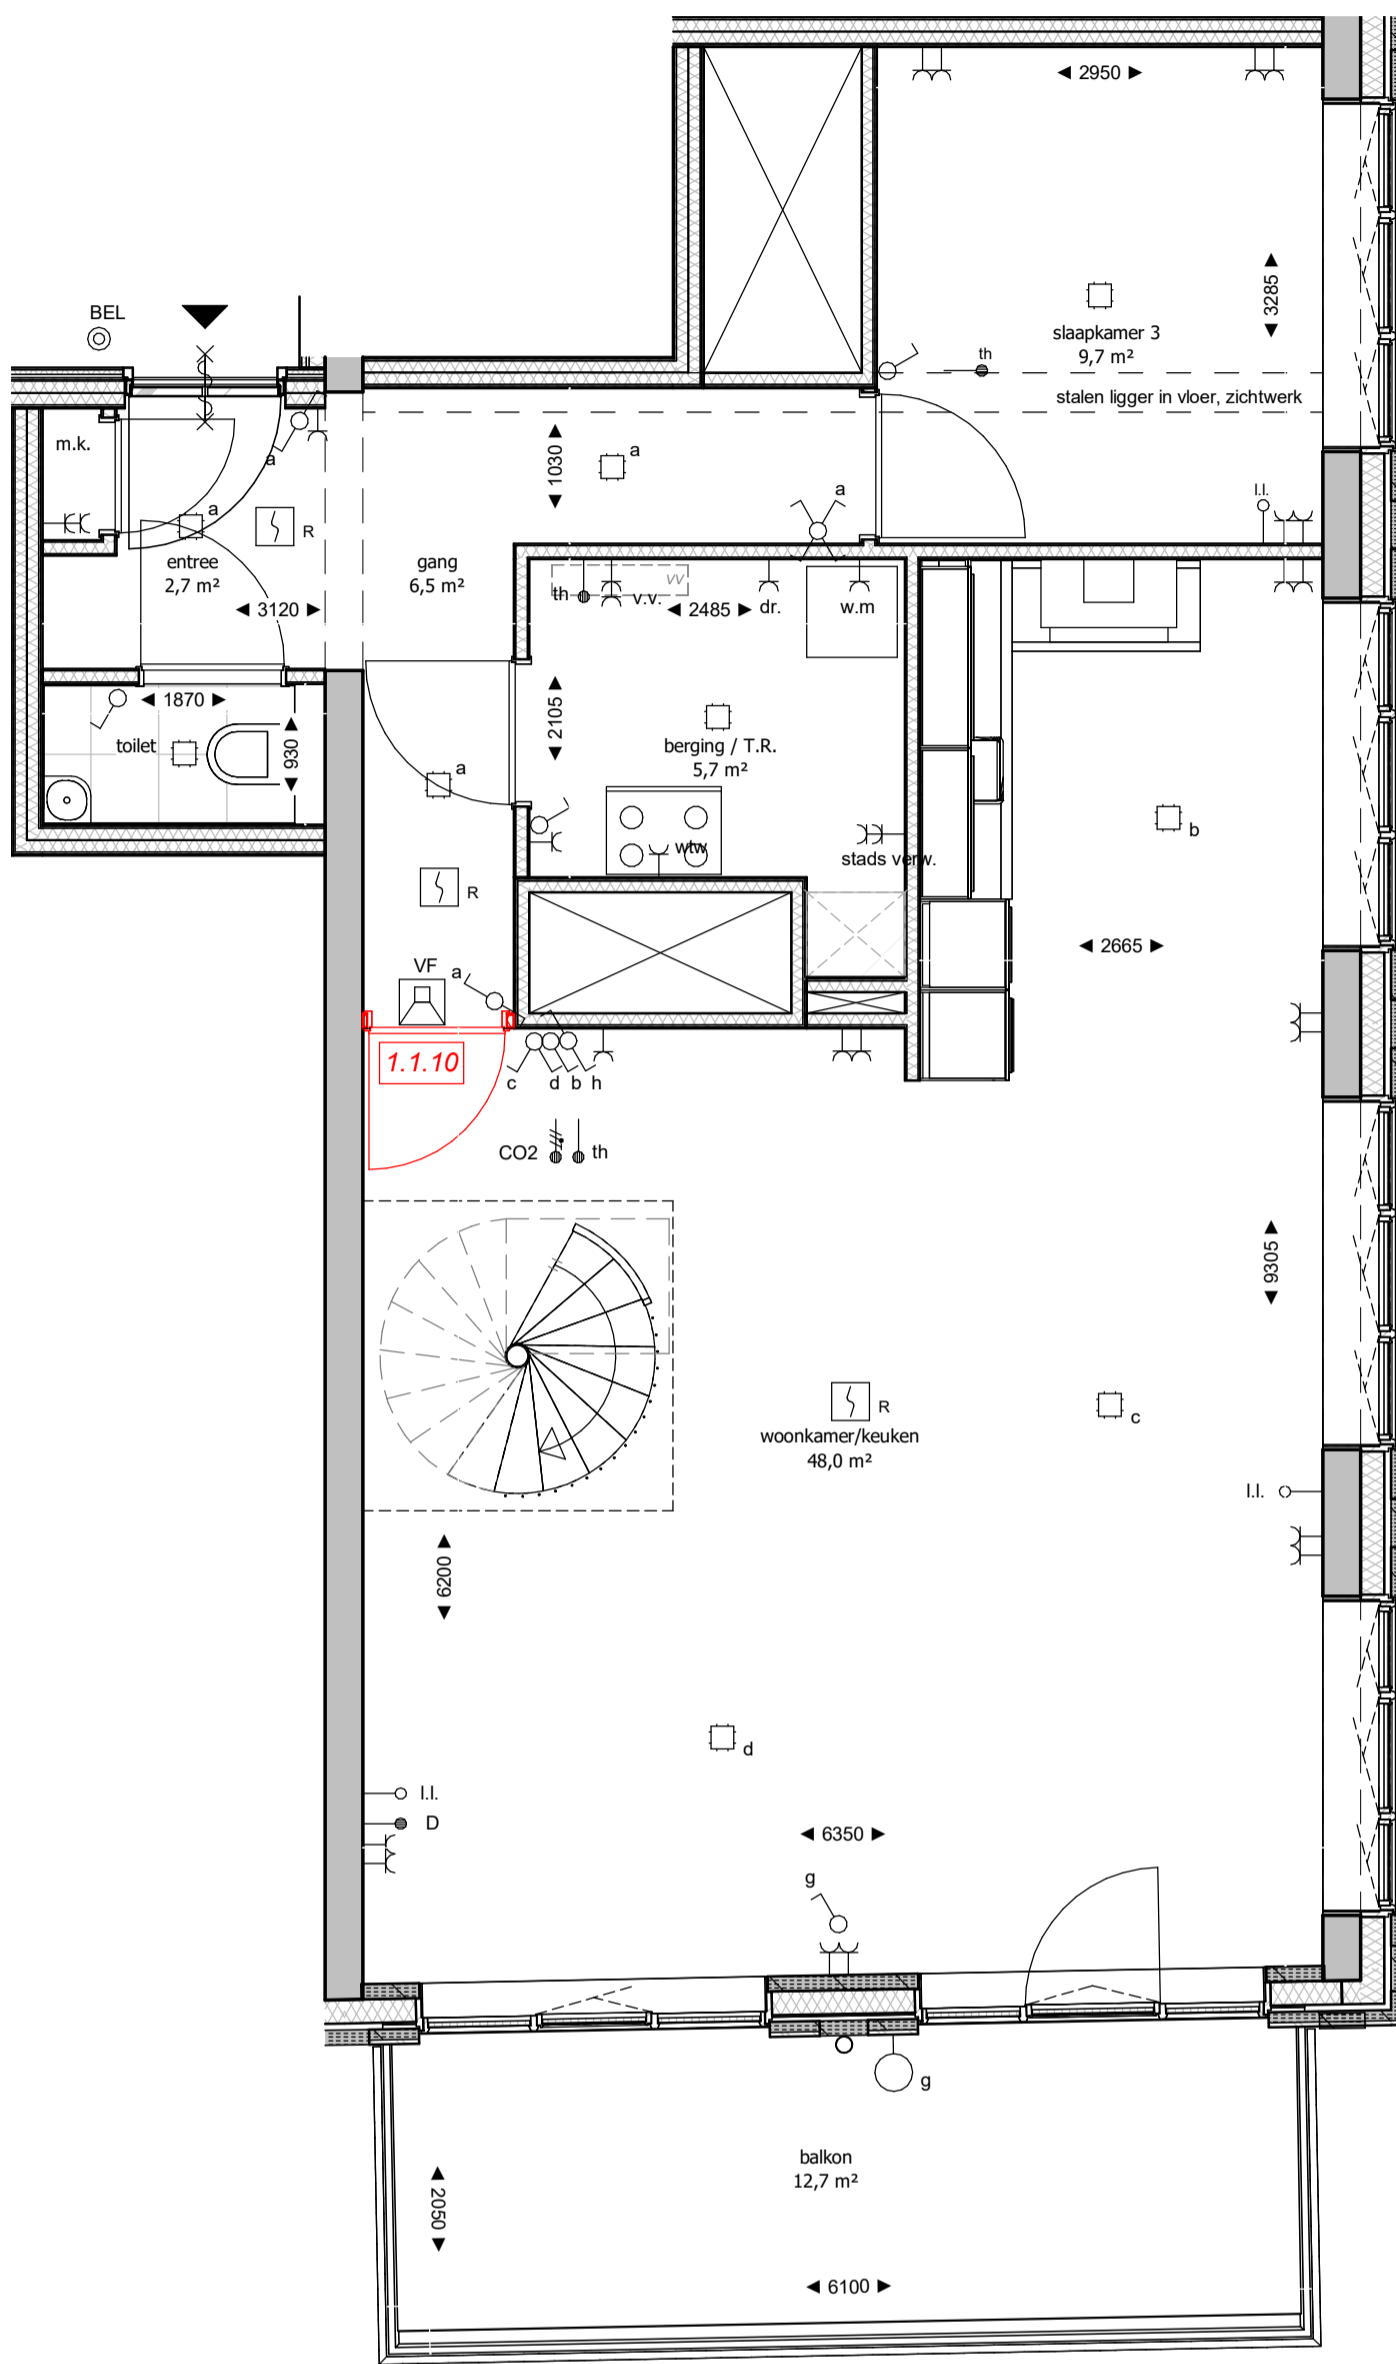 2950
3285
slaapkamer 3
9,7 m²
th
stalen ligger in vloer, zichtwerk
BEL
m.k.
a
a
R
entree
2,7 m²
3120
1030
a
gang
6,5 m²
a
l.l.
th
v.v.
vv
2485
dr.
w.m
1870
toilet
930
2105
berging / T.R.
5,7 m²
a
wtw
stads verw.
b
R
VF
a
2665
1.1.10
c
d
b
h
CO2
th
9305
R
woonkamer/keuken
48,0 m²
c
l.l.
6200
d
l.l.
D
6350
g
g
balkon
12,7 m²
2050
6100